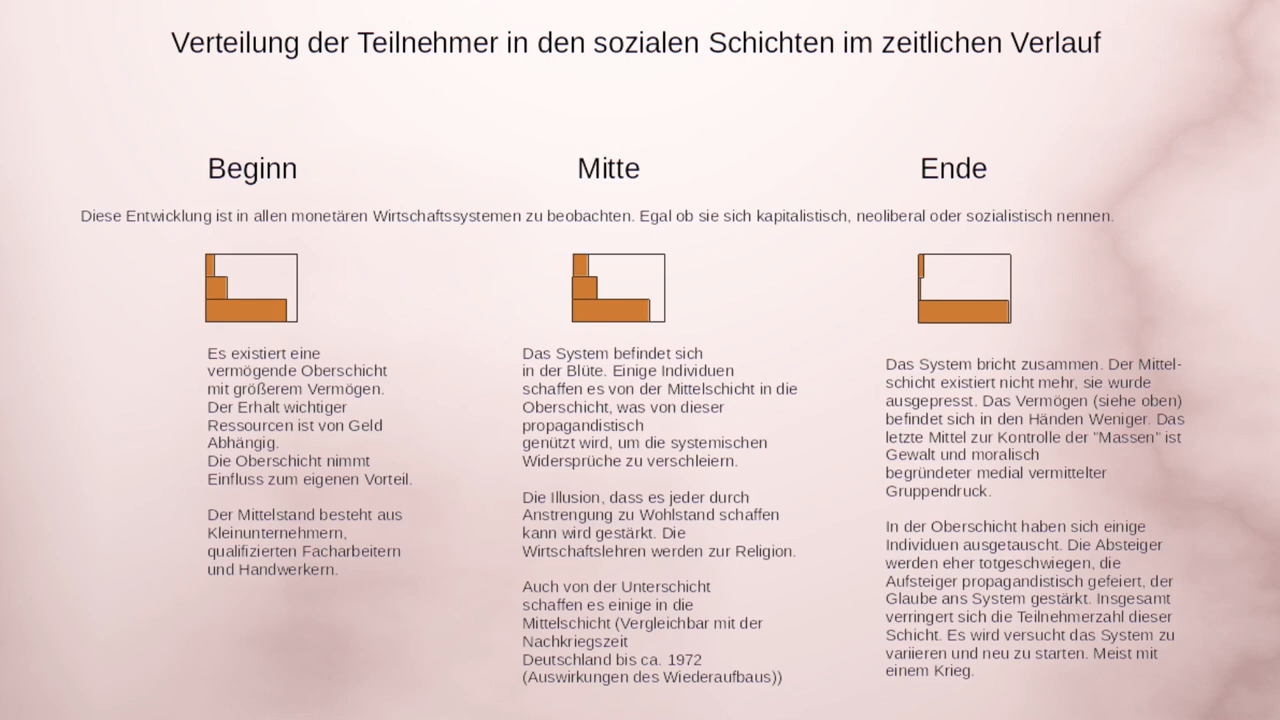 Verteilung der Teilnehmer in den sozialen Schichten im zeitlichen Verlauf
Beginn
Mitte
Ende
Diese Entwicklung ist in allen monetären Wirtschaftssystemen zu beobachten. Egal ob sie sich kapitalistisch, neoliberal oder sozialistisch nennen.
Es existiert eine
vermögende Oberschicht
mit größerem Vermögen.
Der Erhalt wichtiger
Ressourcen ist von Geld
Abhängig.
Die Oberschicht nimmt
Einfluss zum eigenen Vorteil.
Der Mittelstand besteht aus
Kleinunternehmern,
qualifizierten Facharbeitern
und Handwerkern.
Das System befindet sich
in der Blüte. Einige Individuen
schaffen es von der Mittelschicht in die
Oberschicht, was von dieser
propagandistisch
genützt wird, um die systemischen
Widersprüche zu verschleiern.
Die Illusion, dass es jeder durch
Anstrengung zu Wohlstand schaffen
kann wird gestärkt. Die
Wirtschaftslehren werden zur Religion.
Auch von der Unterschicht
schaffen es einige in die
Mittelschicht (Vergleichbar mit der
Nachkriegszeit
Deutschland bis ca. 1972
(Auswirkungen des Wiederaufbaus))
Das System bricht zusammen. Der Mittel-
schicht existiert nicht mehr, sie wurde
ausgepresst. Das Vermögen (siehe oben)
befindet sich in den Händen Weniger. Das
letzte Mittel zur Kontrolle der "Massen" ist
Gewalt und moralisch
begründeter medial vermittelter
Gruppendruck.
In der Oberschicht haben sich einige
Individuen ausgetauscht. Die Absteiger
werden eher totgeschwiegen, die
Aufsteiger propagandistisch gefeiert, der
Glaube ans System gestärkt. Insgesamt
verringert sich die Teilnehmerzahl dieser
Schicht. Es wird versucht das System zu
variieren und neu zu starten. Meist mit
einem Krieg.